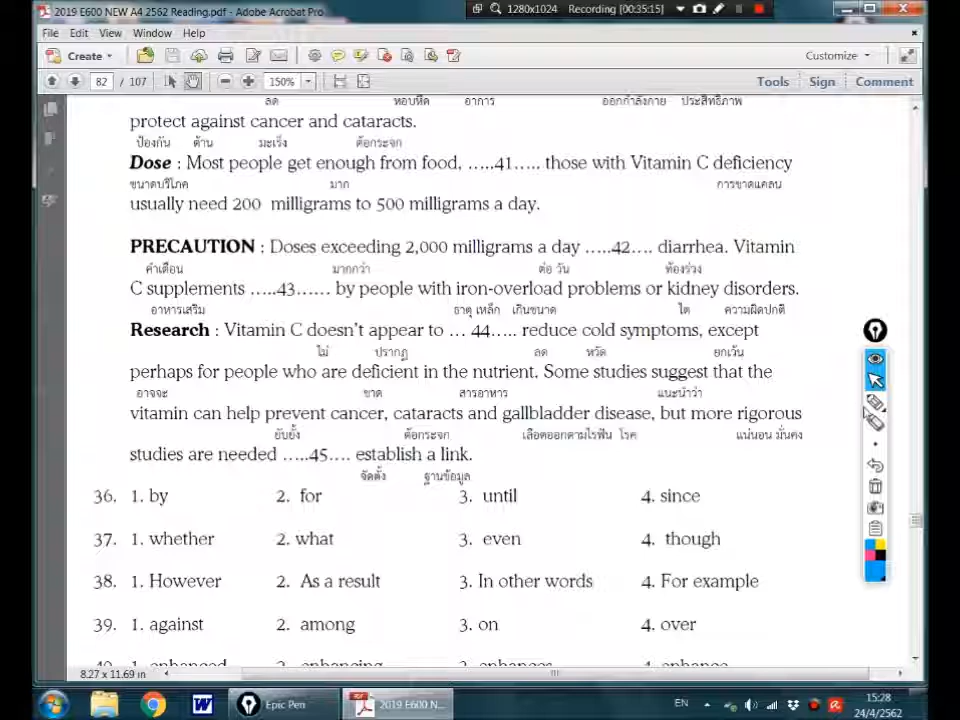 2019 E600 NEW A4 2562 Reading.pdf - Adobe Acrobat Pro
1280x1024 Recording [00:35:15]
File Edit View Window Help
Create Customize
82 / 107 150% Tools Sign Comment
ลด หอบหืด อาการ ออกกำลังกาย ประสิทธิภาพ
protect against cancer and cataracts.
ป้องกัน ต้าน มะเร็ง ต้อกระจก
Dose : Most people get enough from food, .....41..... those with Vitamin C deficiency
ขนาดบริโภค มาก การขาดแคลน
usually need 200 milligrams to 500 milligrams a day.
PRECAUTION : Doses exceeding 2,000 milligrams a day .....42.... diarrhea. Vitamin
คำเตือน มากกว่า ต่อ วัน ท้องร่วง
C supplements .....43...... by people with iron-overload problems or kidney disorders.
อาหารเสริม ธาตุ เหล็ก เกินขนาด ไต ความผิดปกติ
Research : Vitamin C doesn't appear to ... 44..... reduce cold symptoms, except
ไม่ ปรากฏ ลด หวัด ยกเว้น
perhaps for people who are deficient in the nutrient. Some studies suggest that the
อาจจะ ขาด สารอาหาร แนะนำว่า
vitamin can help prevent cancer, cataracts and gallbladder disease, but more rigorous
ยับยั้ง ต้อกระจก เลือดออกตามไรฟัน โรค แน่นอน มั่นคง
studies are needed .....45.... establish a link.
จัดตั้ง ฐานข้อมูล
36. 1. by 2. for 3. until 4. since
37. 1. whether 2. what 3. even 4. though
38. 1. However 2. As a result 3. In other words 4. For example
39. 1. against 2. among 3. on 4. over
40. 1. enhanced 2. enhancing 3. enhances 4. enhance
8.27 x 11.69 in
Epic Pen 2019 E600 N... EN 15:28
24/4/2562